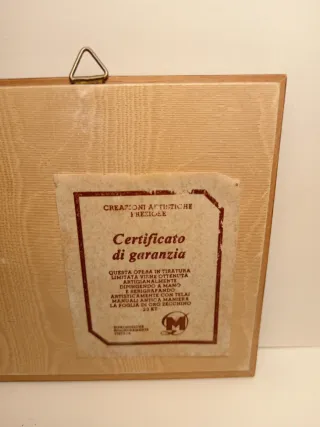 CREAZIONI ARTISTICHE
Certificato
di garanzia
QUESTA OPERA IN TIRATURA
LIMITATA VIENE OTTENUTA
ARTIGIANALMENTE
DIPINGENDO A MANO
E SERIGRAFANDO
ARTISTICAMENTE CON TELAI
MANUALI ANTICA MANIERA
LA FOGLIA DI ORO ZECCHINO
M